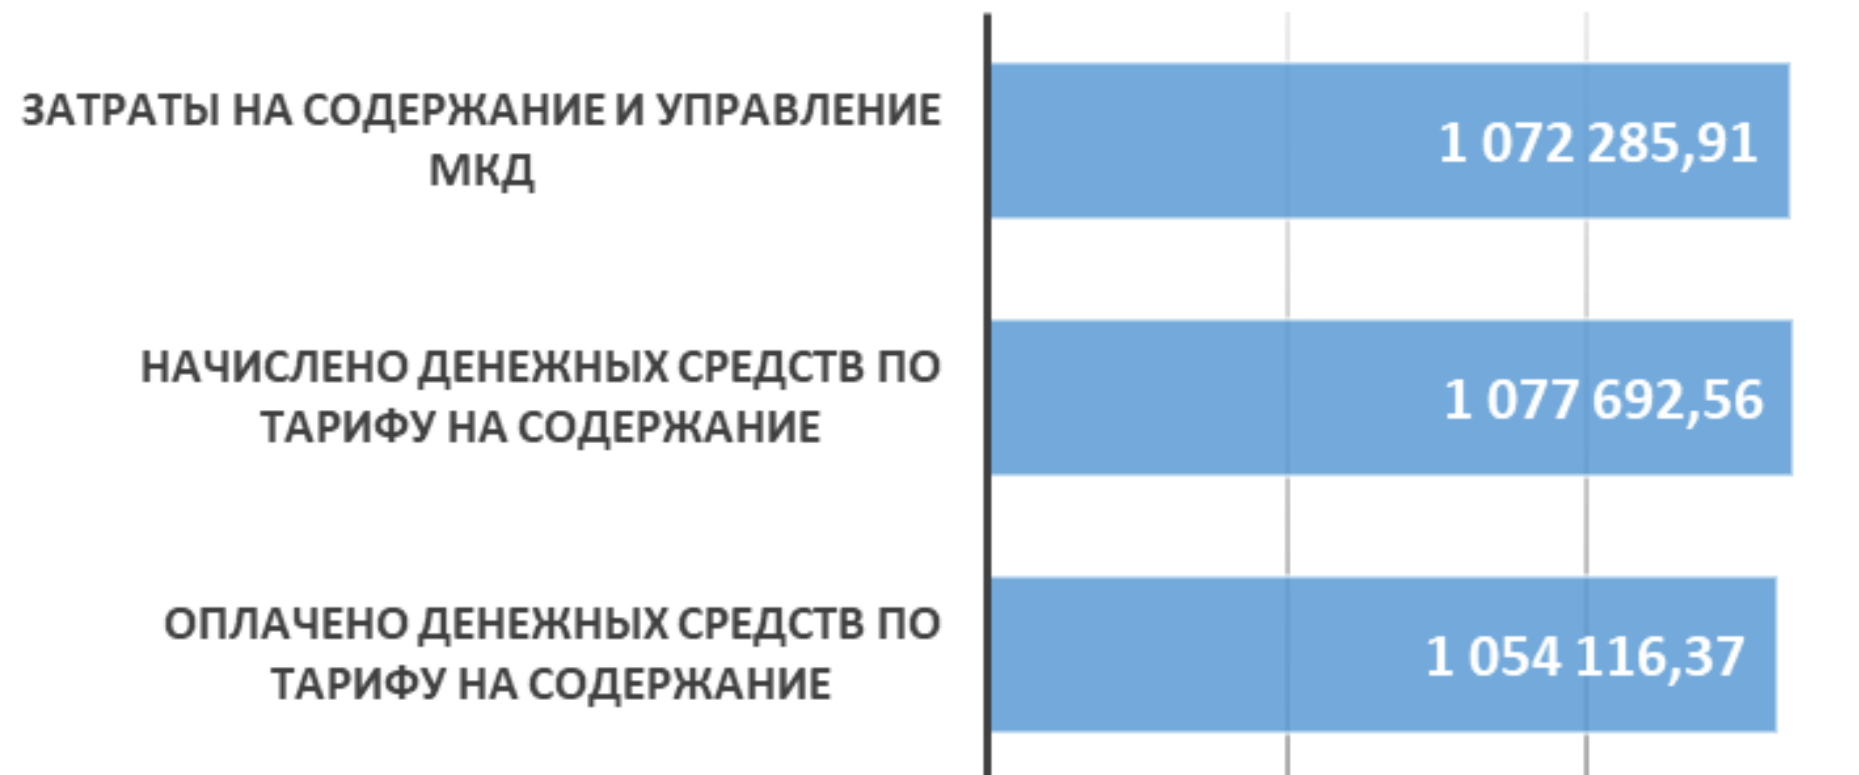 ЗАТРАТЫ НА СОДЕРЖАНИЕ И УПРАВЛЕНИЕ
МКД
1 072 285,91
НАЧИСЛЕНО ДЕНЕЖНЫХ СРЕДСТВ ПО
ТАРИФУ НА СОДЕРЖАНИЕ
1 077 692,56
ОПЛАЧЕНО ДЕНЕЖНЫХ СРЕДСТВ ПО
ТАРИФУ НА СОДЕРЖАНИЕ
1 054 116,37